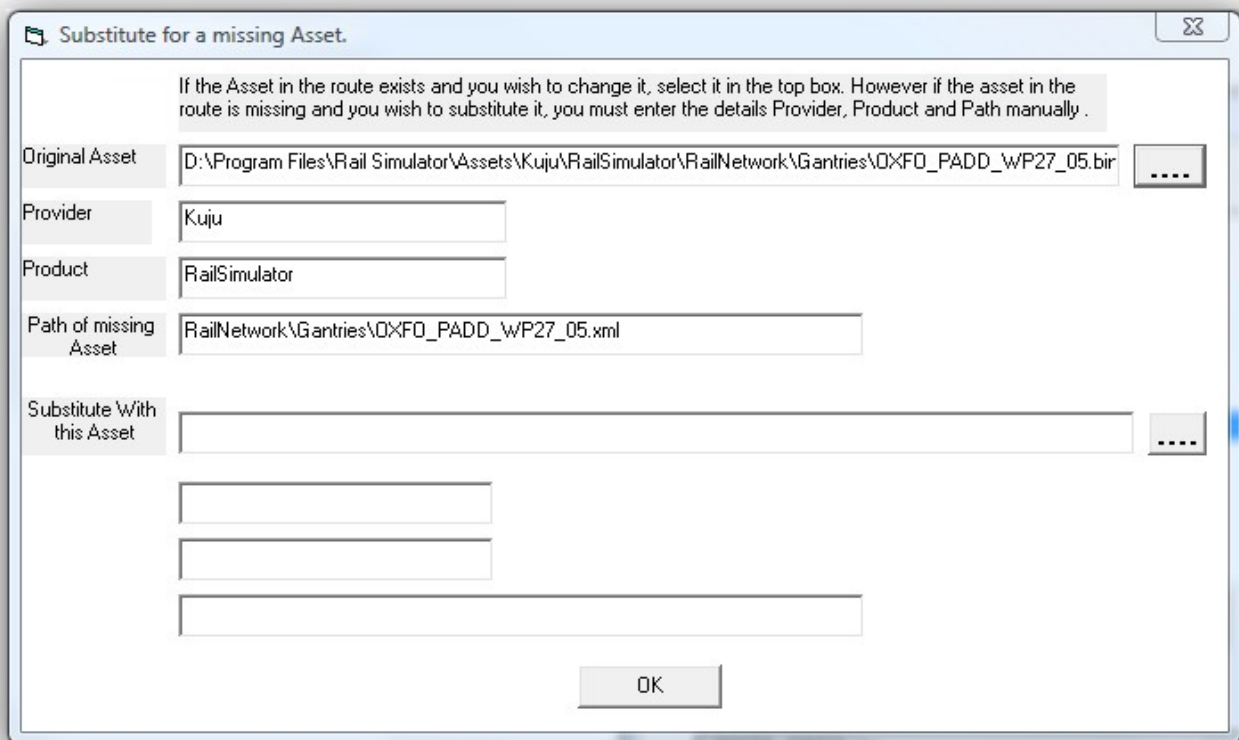 Substitute for a missing Asset.
If the Asset in the route exists and you wish to change it, select it in the top box. However if the asset in the
route is missing and you wish to substitute it, you must enter the details Provider, Product and Path manually .
Original Asset
D:\Program Files\Rail Simulator\Assets\Kuju\RailSimulator\RailNetwork\Gantries\OXFO_PADD_WP27_05.bin
....
Provider
Kuju
Product
RailSimulator
Path of missing
Asset
RailNetwork\Gantries\OXFO_PADD_WP27_05.xml
Substitute With
this Asset
....
OK